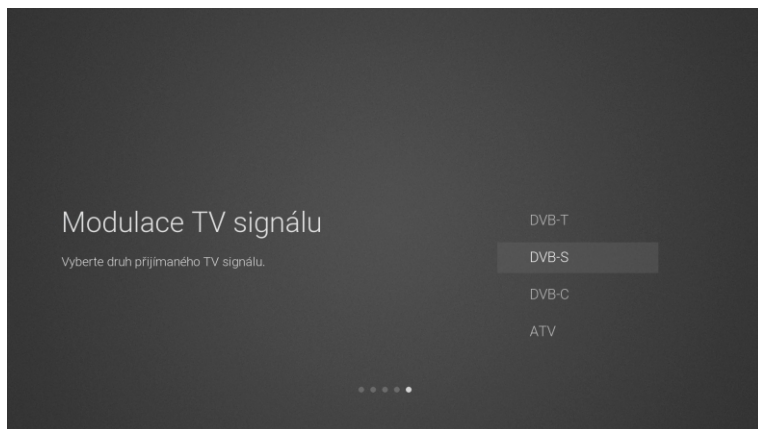 Modulace TV signálu
Vyberte druh přijímaného TV signálu.
DVB-T
DVB-S
DVB-C
ATV